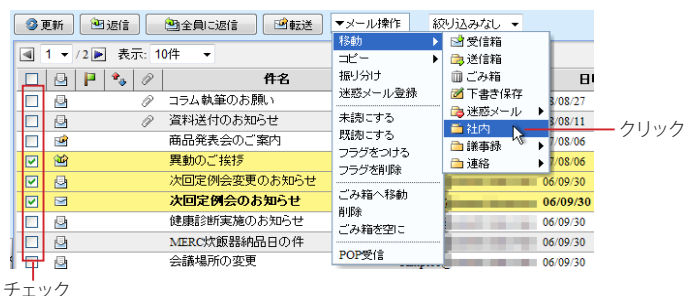 更新 返信 全員に返信 転送 ▼メール操作 絞り込みなし ▼
1 ▼ /2 表示: 10件 ▼
件名
コラム執筆のお願い 8/08/27
資料送付のお知らせ 8/08/11
商品発表会のご案内 7/08/06
異動のご挨拶 7/08/06
次回定例会変更のお知らせ 06/09/30
次回定例会のお知らせ 06/09/30
健康診断実施のお知らせ 06/09/30
MERC炊飯器納品日の件 06/09/30
会議場所の変更 06/09/30
移動
コピー
振り分け
迷惑メール登録
未読にする
既読にする
フラグをつける
フラグを削除
ごみ箱へ移動
削除
ごみ箱を空に
POP受信
受信箱
送信箱
ごみ箱
下書き保存
迷惑メール
社内
議事録
連絡
クリック
チェック